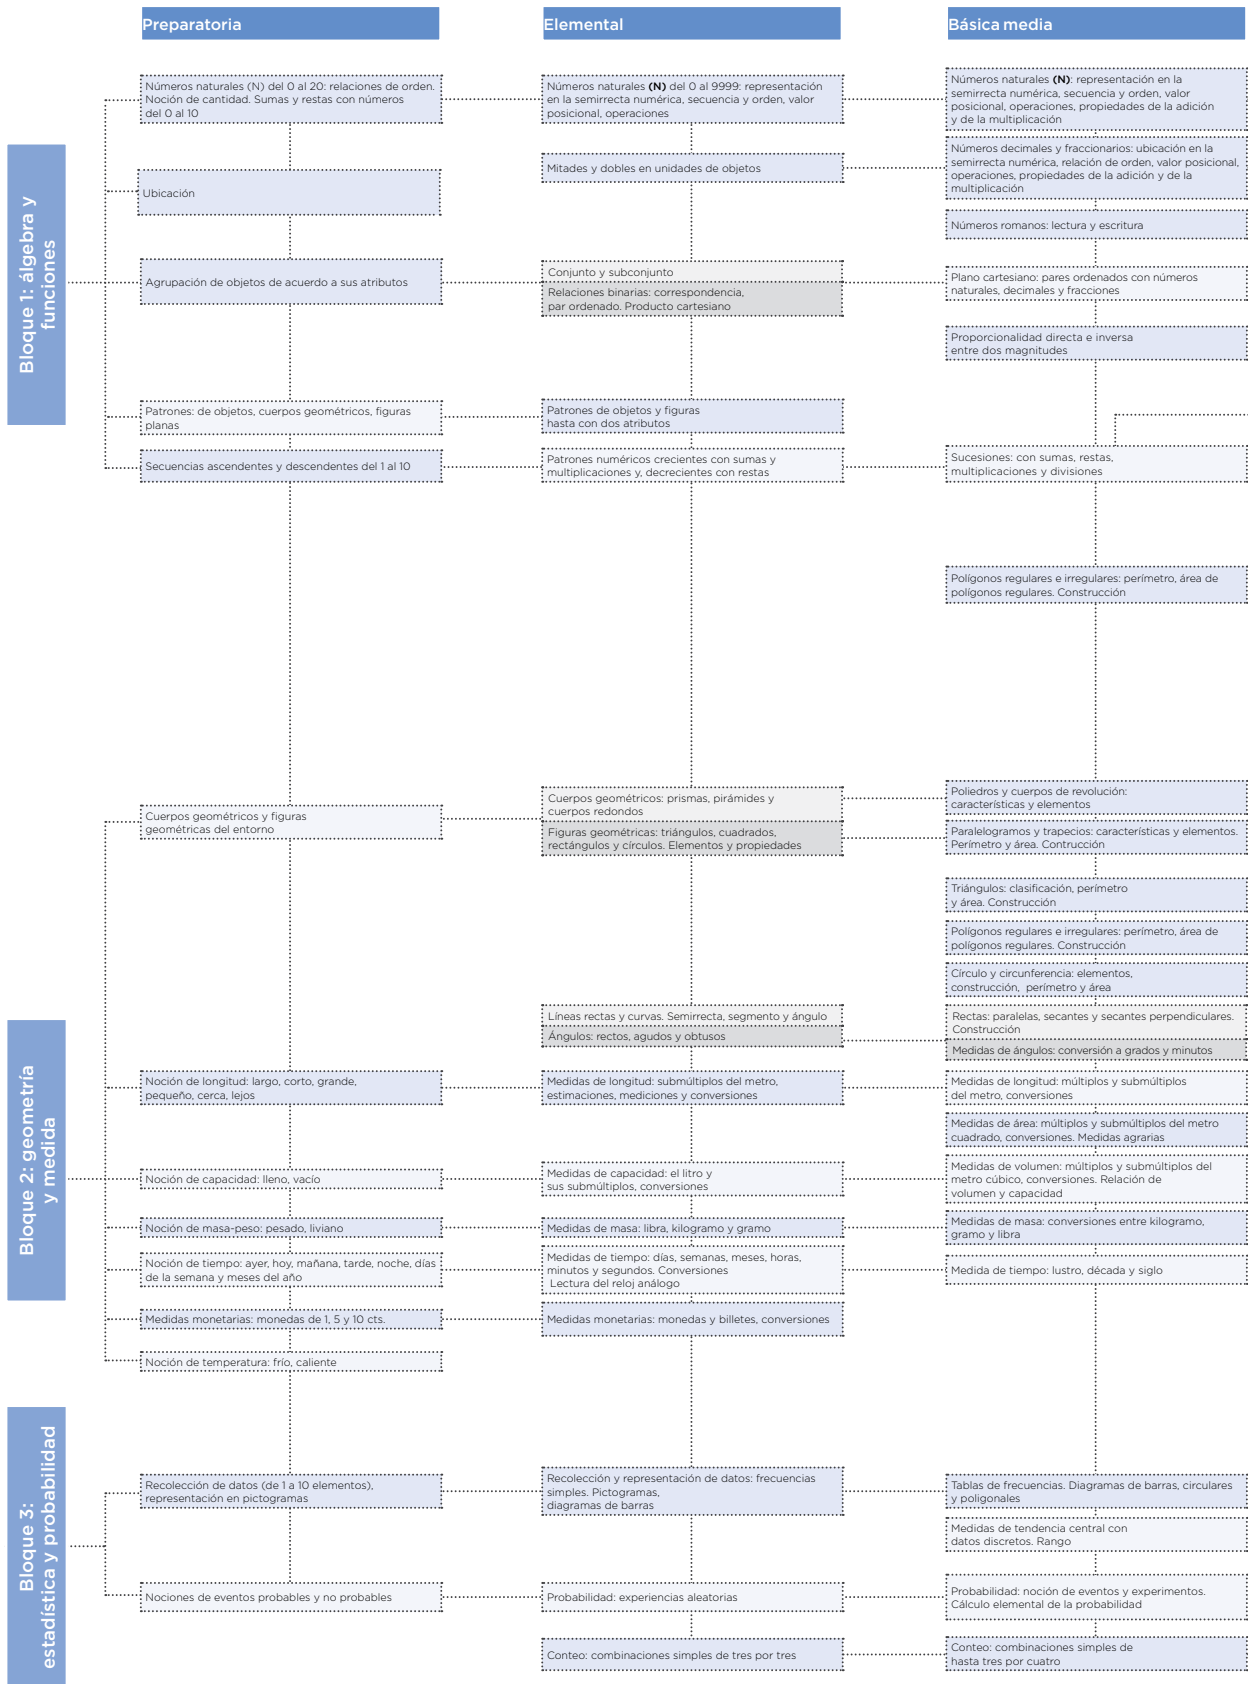 Preparatoria
Elemental
Básica media
Bloque 1: álgebra y
funciones
Números naturales (N) del 0 al 20: relaciones de orden.
Noción de cantidad. Sumas y restas con números
del 0 al 10
Ubicación
Agrupación de objetos de acuerdo a sus atributos
Patrones: de objetos, cuerpos geométricos, figuras
planas
Secuencias ascendentes y descendentes del 1 al 10
Números naturales (N) del 0 al 9999: representación
en la semirrecta numérica, secuencia y orden, valor
posicional, operaciones
Mitades y dobles en unidades de objetos
Conjunto y subconjunto
Relaciones binarias: correspondencia,
par ordenado. Producto cartesiano
Patrones de objetos y figuras
hasta con dos atributos
Patrones numéricos crecientes con sumas y
multiplicaciones y, decrecientes con restas
Números naturales (N): representación en la
semirrecta numérica, secuencia y orden, valor
posicional, operaciones, propiedades de la adición
y de la multiplicación
Números decimales y fraccionarios: ubicación en la
semirrecta numérica, relación de orden, valor posicional,
operaciones, propiedades de la adición y de la
multiplicación
Números romanos: lectura y escritura
Plano cartesiano: pares ordenados con números
naturales, decimales y fracciones
Proporcionalidad directa e inversa
entre dos magnitudes
Sucesiones: con sumas, restas,
multiplicaciones y divisiones
Polígonos regulares e irregulares: perímetro, área de
polígonos regulares. Construcción
Bloque 2: geometría
y medida
Cuerpos geométricos y figuras
geométricas del entorno
Noción de longitud: largo, corto, grande,
pequeño, cerca, lejos
Noción de capacidad: lleno, vacío
Noción de masa-peso: pesado, liviano
Noción de tiempo: ayer, hoy, mañana, tarde, noche, días
de la semana y meses del año
Medidas monetarias: monedas de 1, 5 y 10 cts.
Noción de temperatura: frío, caliente
Cuerpos geométricos: prismas, pirámides y
cuerpos redondos
Figuras geométricas: triángulos, cuadrados,
rectángulos y círculos. Elementos y propiedades
Líneas rectas y curvas. Semirrecta, segmento y ángulo
Ángulos: rectos, agudos y obtusos
Medidas de longitud: submúltiplos del metro,
estimaciones, mediciones y conversiones
Medidas de capacidad: el litro y
sus submúltiplos, conversiones
Medidas de masa: libra, kilogramo y gramo
Medidas de tiempo: días, semanas, meses, horas,
minutos y segundos. Conversiones
Lectura del reloj análogo
Medidas monetarias: monedas y billetes, conversiones
Poliedros y cuerpos de revolución:
características y elementos
Paralelogramos y trapecios: características y elementos.
Perímetro y área. Contrucción
Triángulos: clasificación, perímetro
y área. Construcción
Polígonos regulares e irregulares: perímetro, área de
polígonos regulares. Construcción
Círculo y circunferencia: elementos,
construcción, perímetro y área
Rectas: paralelas, secantes y secantes perpendiculares.
Construcción
Medidas de ángulos: conversión a grados y minutos
Medidas de longitud: múltiplos y submúltiplos
del metro, conversiones
Medidas de área: múltiplos y submúltiplos del metro
cuadrado, conversiones. Medidas agrarias
Medidas de volumen: múltiplos y submúltiplos del
metro cúbico, conversiones. Relación de
volumen y capacidad
Medidas de masa: conversiones entre kilogramo,
gramo y libra
Medida de tiempo: lustro, década y siglo
Bloque 3:
estadística y probabilidad
Recolección de datos (de 1 a 10 elementos),
representación en pictogramas
Nociones de eventos probables y no probables
Recolección y representación de datos: frecuencias
simples. Pictogramas,
diagramas de barras
Probabilidad: experiencias aleatorias
Conteo: combinaciones simples de tres por tres
Tablas de frecuencias. Diagramas de barras, circulares
y poligonales
Medidas de tendencia central con
datos discretos. Rango
Probabilidad: noción de eventos y experimentos.
Cálculo elemental de la probabilidad
Conteo: combinaciones simples de
hasta tres por cuatro